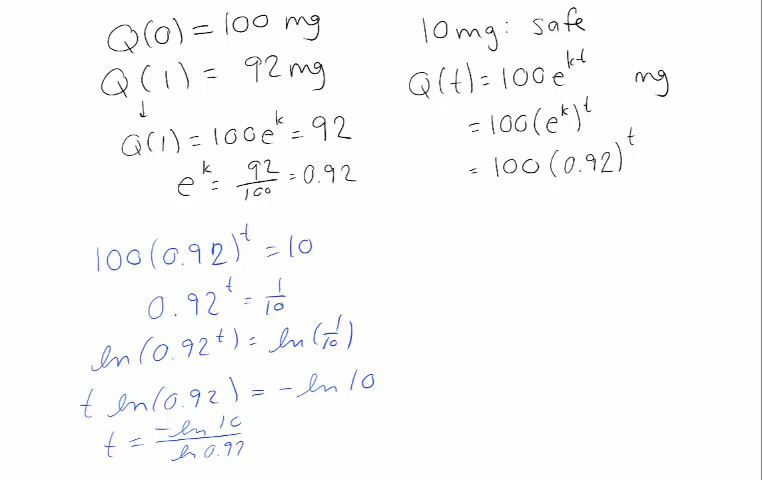 Q(0) = 100 mg
Q(1) = 92 mg
↓
Q(1) = 100e^k = 92
e^k = 92/100 = 0.92
10 mg: safe
Q(t) = 100e^{kt} mg
= 100(e^k)^t
= 100(0.92)^t
100(0.92)^t = 10
0.92^t = 1/10
ln(0.92^t) = ln(1/10)
t ln(0.92) = -ln 10
t = -ln 10 / ln 0.92